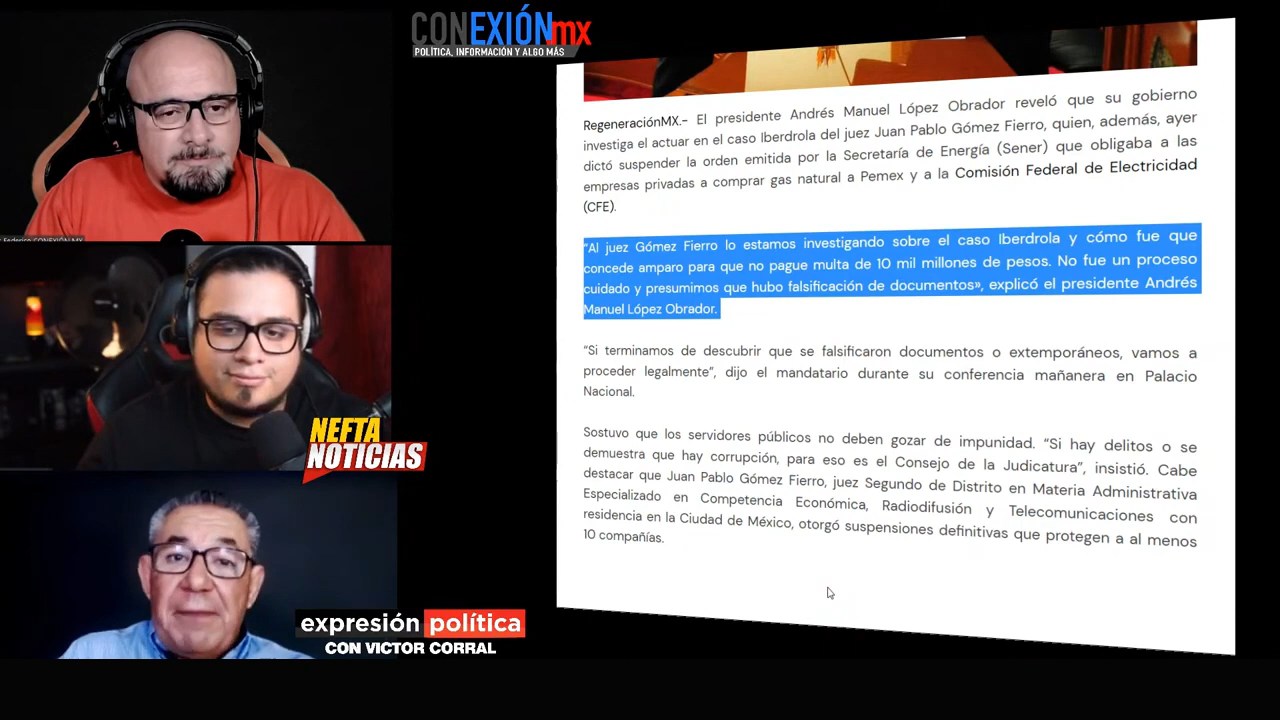 CONEXIÓNmx
POLÍTICA, INFORMACIÓN Y ALGO MÁS
RegeneraciónMX.- El presidente Andrés Manuel López Obrador reveló que su gobierno
investiga el actuar en el caso Iberdrola del juez Juan Pablo Gómez Fierro, quien, además, ayer
dictó suspender la orden emitida por la Secretaría de Energía (Sener) que obligaba a las
empresas privadas a comprar gas natural a Pemex y a la Comisión Federal de Electricidad
(CFE).
“Al juez Gómez Fierro lo estamos investigando sobre el caso Iberdrola y cómo fue que
concede amparo para que no pague multa de 10 mil millones de pesos. No fue un proceso
cuidado y presumimos que hubo falsificación de documentos», explicó el presidente Andrés
Manuel López Obrador.
“Si terminamos de descubrir que se falsificaron documentos o extemporáneos, vamos a
proceder legalmente”, dijo el mandatario durante su conferencia mañanera en Palacio
Nacional.
Sostuvo que los servidores públicos no deben gozar de impunidad. “Si hay delitos o se
demuestra que hay corrupción, para eso es el Consejo de la Judicatura”, insistió. Cabe
destacar que Juan Pablo Gómez Fierro, juez Segundo de Distrito en Materia Administrativa
Especializado en Competencia Económica, Radiodifusión y Telecomunicaciones con
residencia en la Ciudad de México, otorgó suspensiones definitivas que protegen a al menos
10 compañías.
Federico CONEXIÓN MX
NEFTA
NOTICIAS
expresión política
CON VICTOR CORRAL